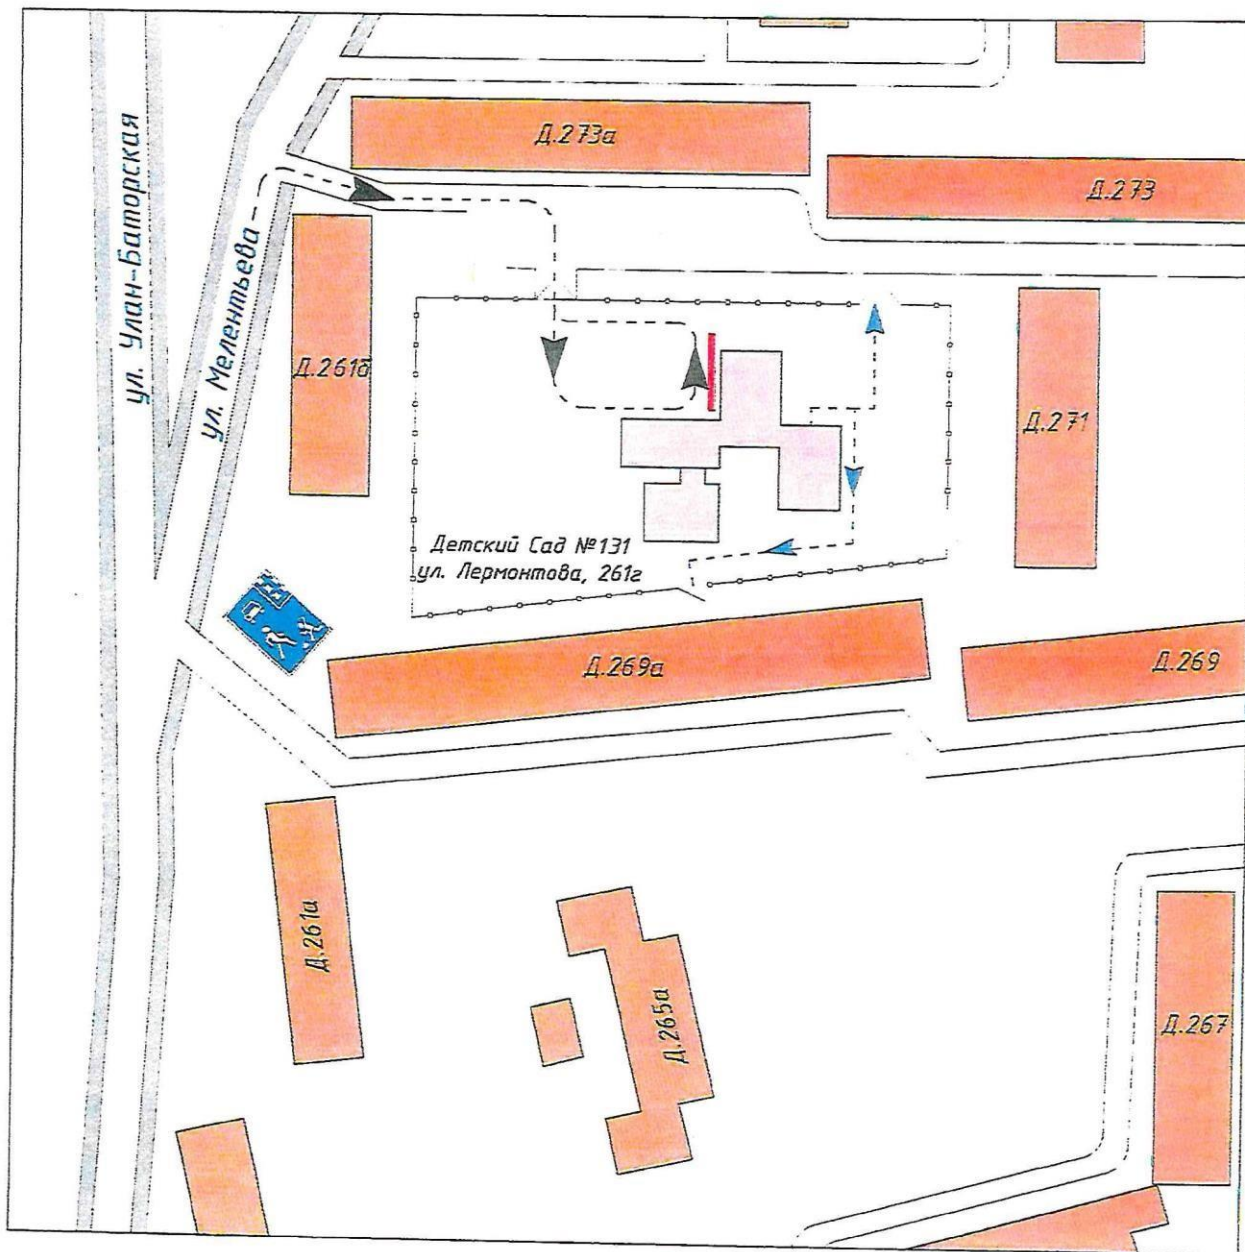 Д.273а
Д.273
ул. Улан-Баторская
ул. Мелентьева
Д.261б
Д.271
Детский Сад №131
ул. Лермонтова, 261г
Д.269а
Д.269
Д.261а
Д.265а
Д.267